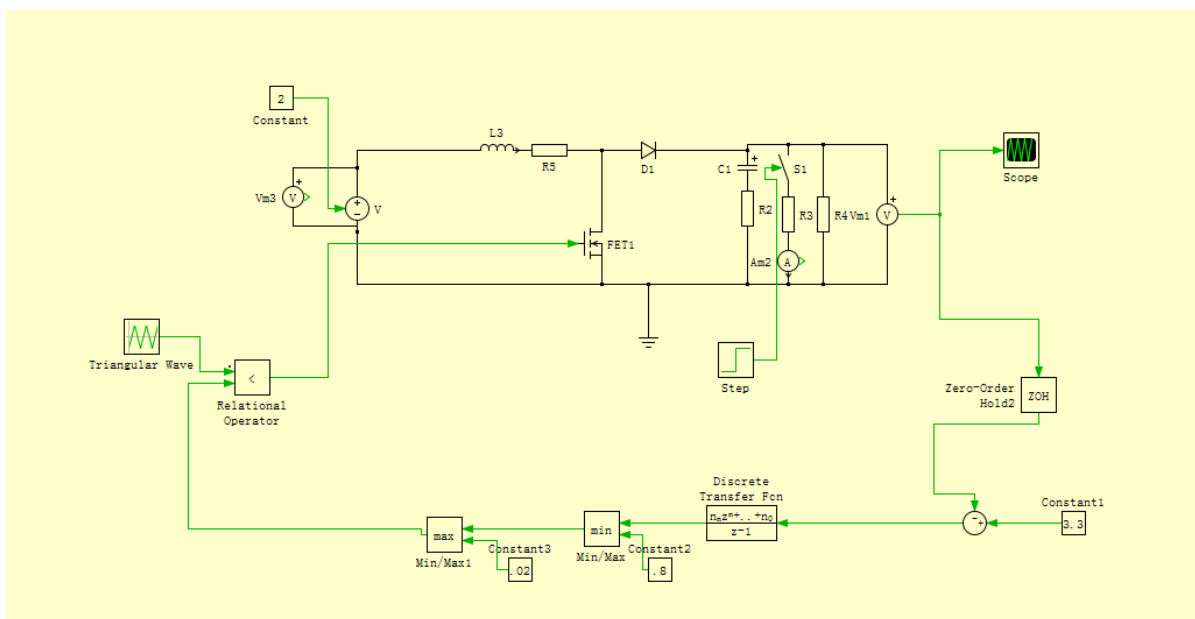 2
Constant
L3
R5
D1
C1
S1
Scope
Vm3
V
V
R2
R3
R4
Vm1
V
FET1
Am2
A
Triangular Wave
<
Relational
Operator
Step
Zero-Order
Hold2
ZOH
Discrete
Transfer Fcn
nnzn+..+n0
z-1
Constant1
3.3
max
Min/Max1
Constant3
.02
min
Min/Max
Constant2
.8